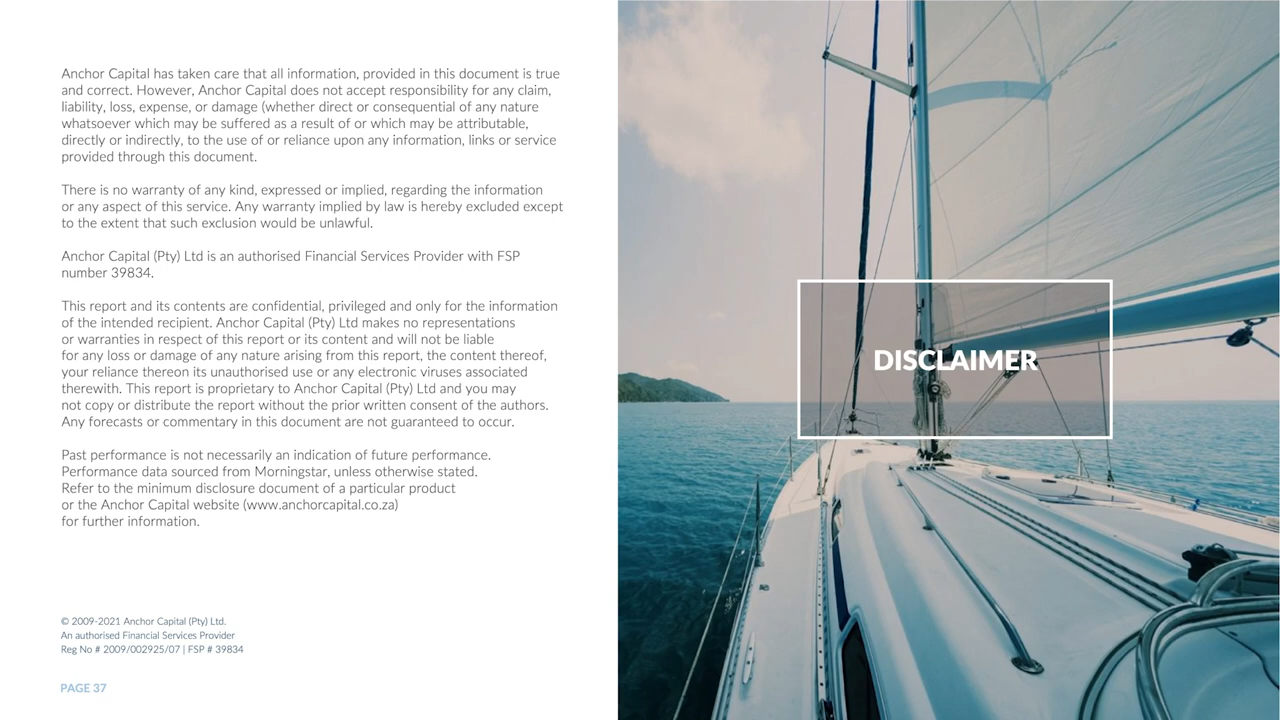 Anchor Capital has taken care that all information, provided in this document is true
and correct. However, Anchor Capital does not accept responsibility for any claim,
liability, loss, expense, or damage (whether direct or consequential of any nature
whatsoever which may be suffered as a result of or which may be attributable,
directly or indirectly, to the use of or reliance upon any information, links or service
provided through this document.
There is no warranty of any kind, expressed or implied, regarding the information
or any aspect of this service. Any warranty implied by law is hereby excluded except
to the extent that such exclusion would be unlawful.
Anchor Capital (Pty) Ltd is an authorised Financial Services Provider with FSP
number 39834.
This report and its contents are confidential, privileged and only for the information
of the intended recipient. Anchor Capital (Pty) Ltd makes no representations
or warranties in respect of this report or its content and will not be liable
for any loss or damage of any nature arising from this report, the content thereof,
your reliance thereon its unauthorised use or any electronic viruses associated
therewith. This report is proprietary to Anchor Capital (Pty) Ltd and you may
not copy or distribute the report without the prior written consent of the authors.
Any forecasts or commentary in this document are not guaranteed to occur.
Past performance is not necessarily an indication of future performance.
Performance data sourced from Morningstar, unless otherwise stated.
Refer to the minimum disclosure document of a particular product
or the Anchor Capital website (www.anchorcapital.co.za)
for further information.
© 2009-2021 Anchor Capital (Pty) Ltd.
An authorised Financial Services Provider
Reg No # 2009/002925/07 | FSP # 39834
PAGE 37
DISCLAIMER